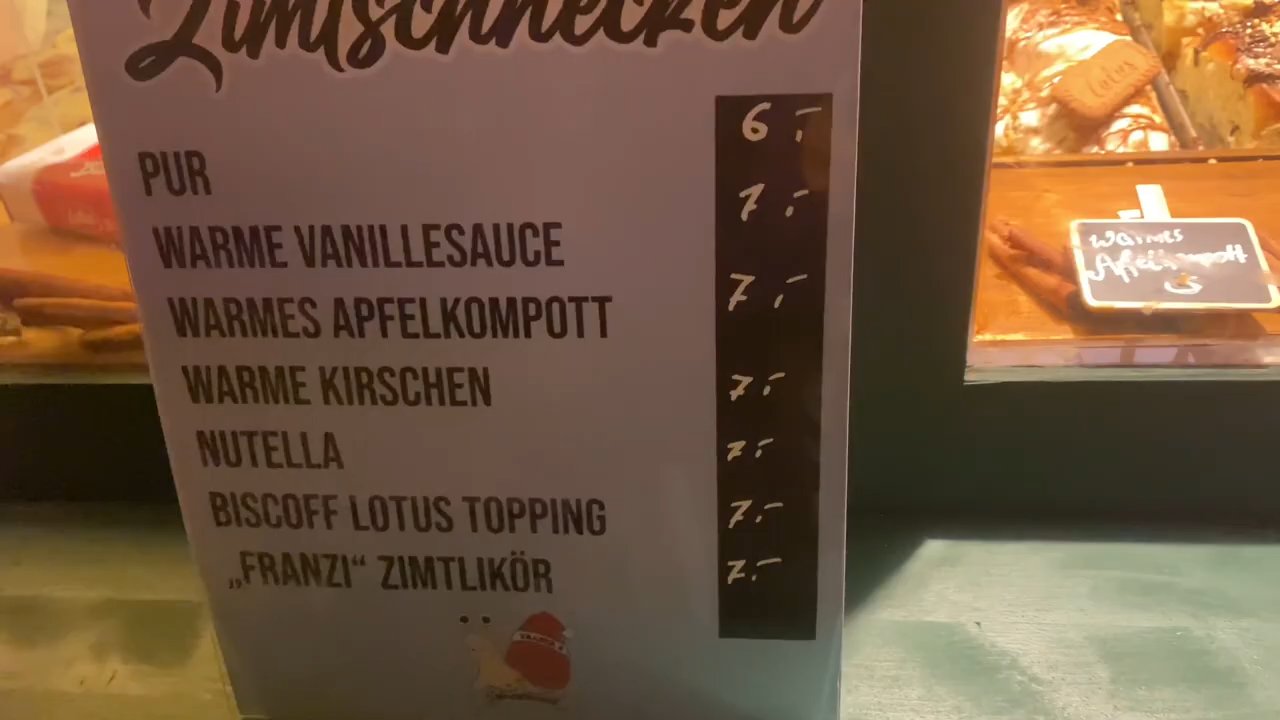 Zimtschnecken
PUR 6,-
WARME VANILLESAUCE 7,-
WARMES APFELKOMPOTT 7,-
WARME KIRSCHEN 7,-
NUTELLA 7,-
BISCOFF LOTUS TOPPING 7,-
„FRANZI“ ZIMTLIKÖR 7,-
Lotus
Warmes
Apfelkompott